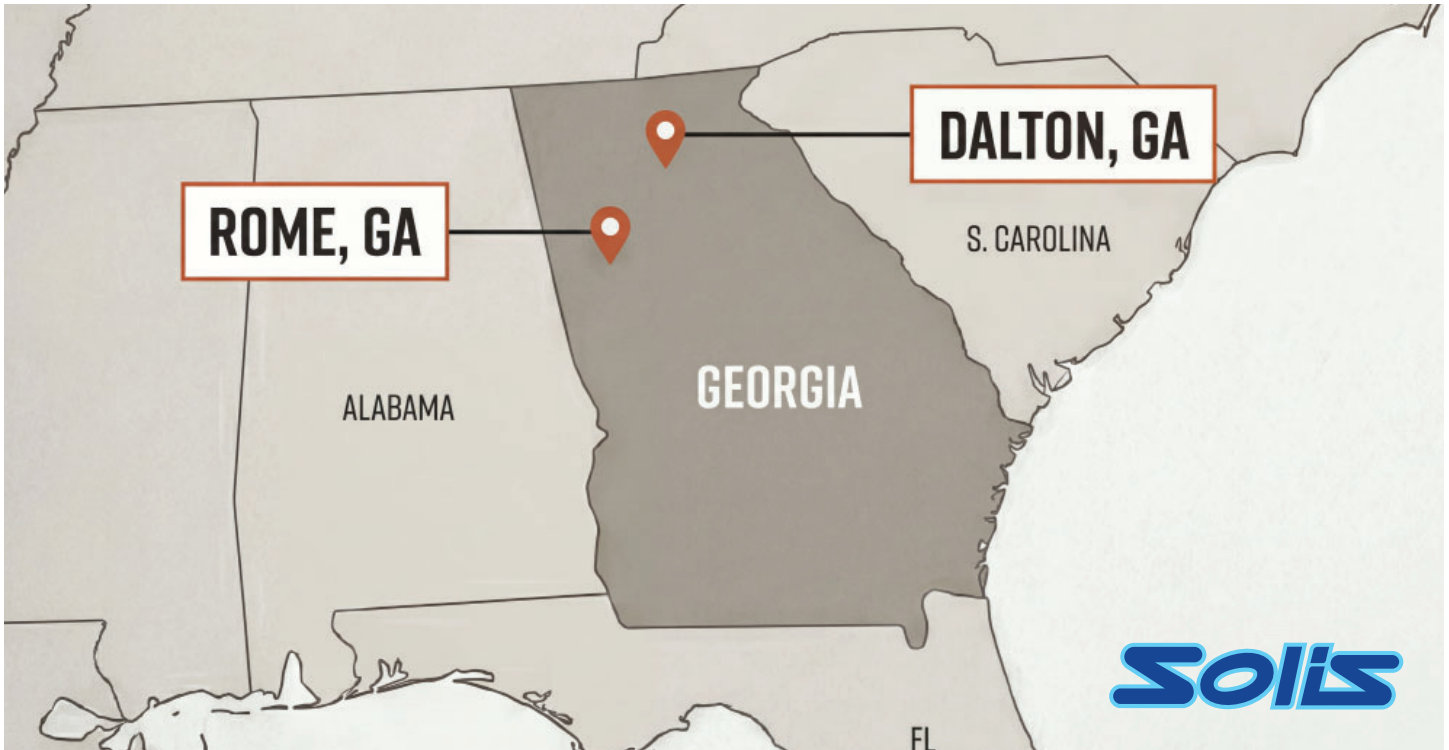 DALTON, GA
ROME, GA
S. CAROLINA
GEORGIA
ALABAMA
Solis
FL